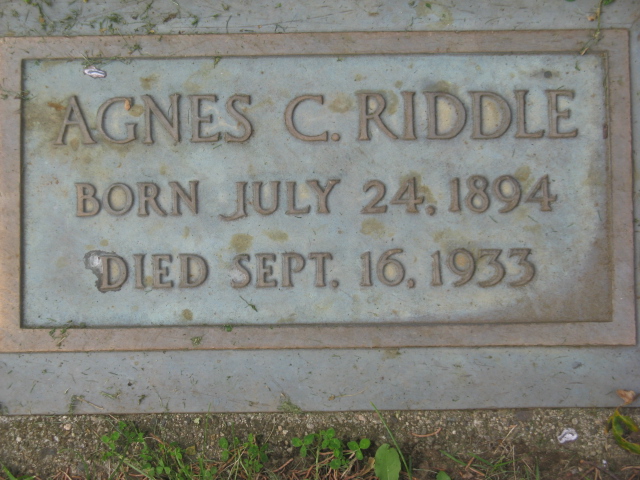 AGNES C. RIDDLE
BORN JULY 24, 1894
DIED SEPT. 16, 1933